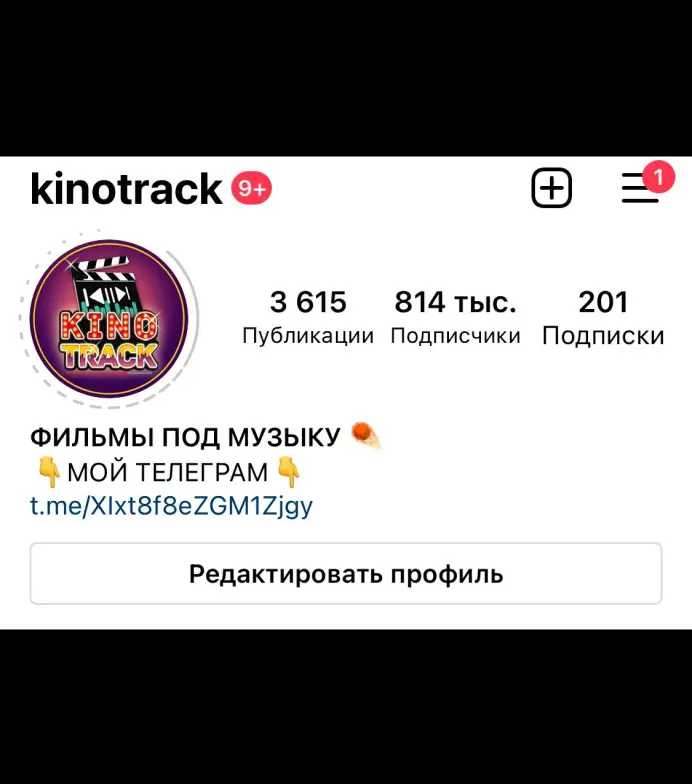 kinotrack 9+
1
KINO
TRACK
3 615 814 тыс. 201
Публикации Подписчики Подписки
ФИЛЬМЫ ПОД МУЗЫКУ
МОЙ ТЕЛЕГРАМ
t.me/XIxt8f8eZGM1Zjgy
Редактировать профиль